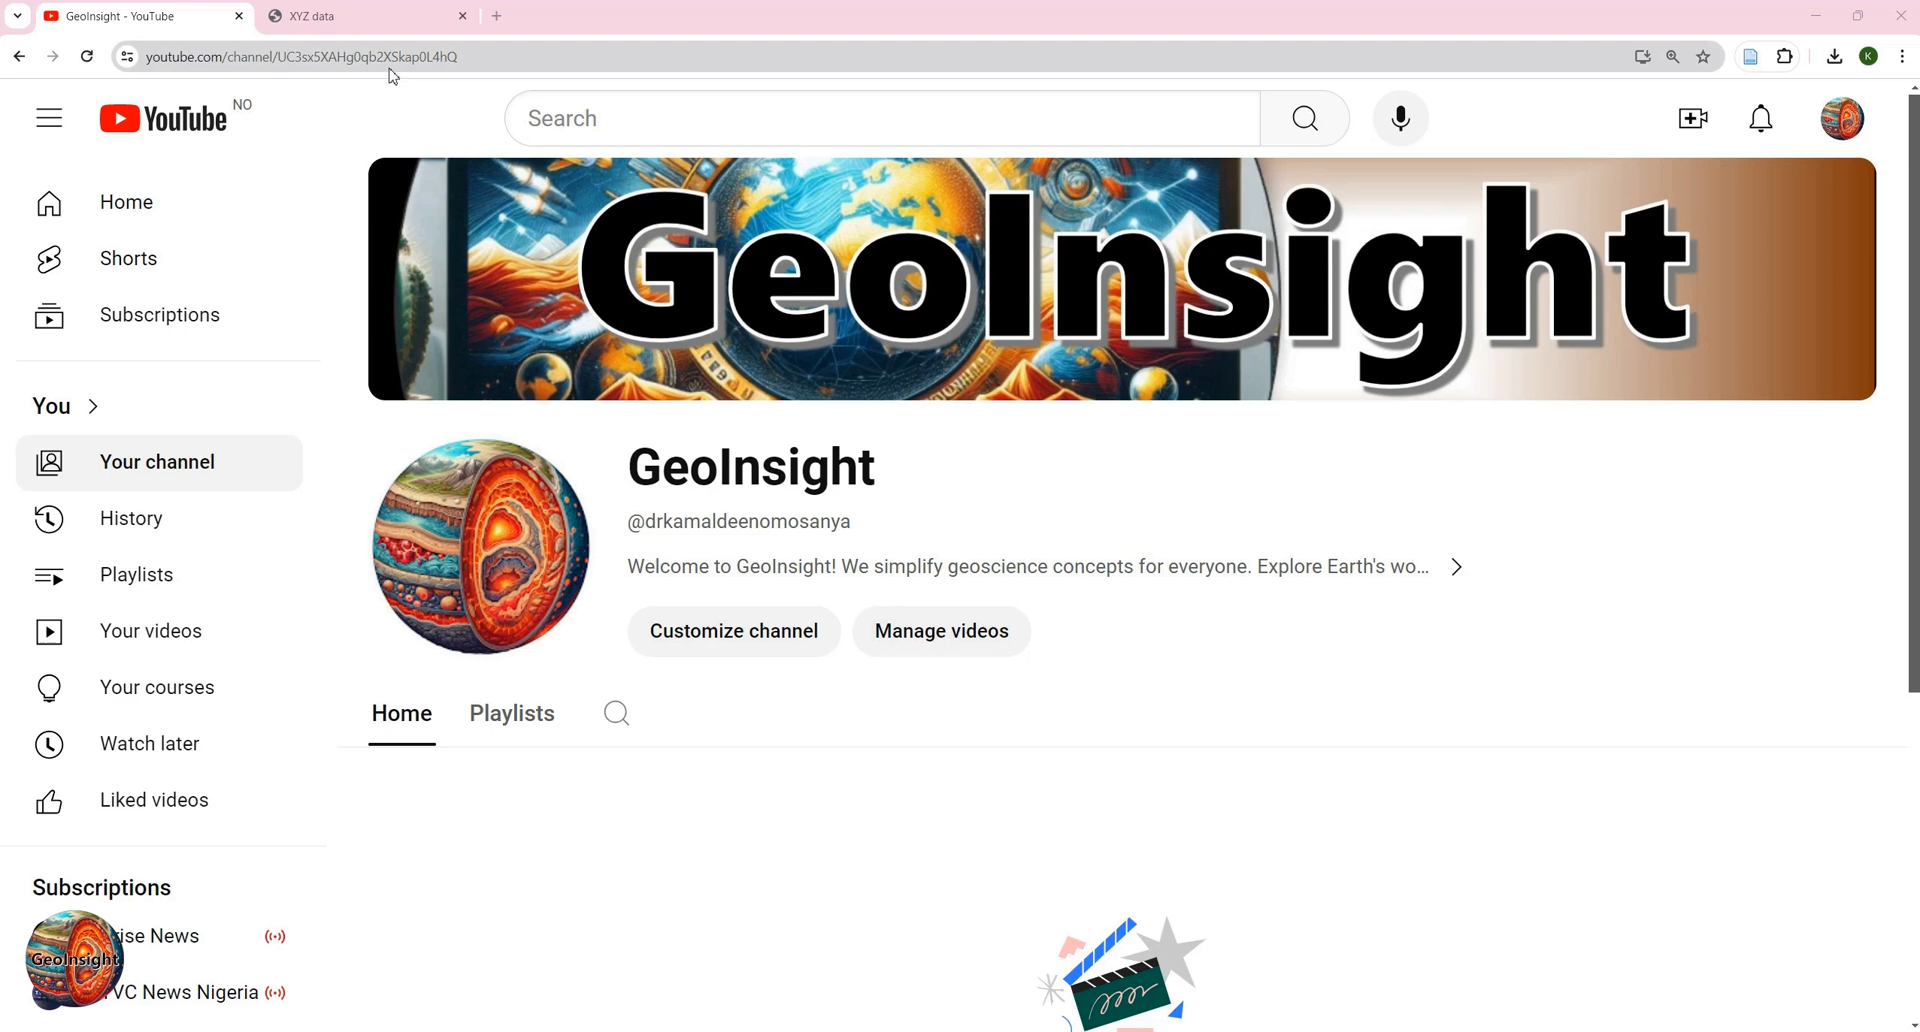 GeoInsight - YouTube
XYZ data
youtube.com/channel/UC3sx5XAHg0qb2XSkap0L4hQ
K
YouTube NO
Search
Home
Shorts
Subscriptions
You
Your channel
History
Playlists
Your videos
Your courses
Watch later
Liked videos
Subscriptions
ise News
GeoInsight
VC News Nigeria
GeoInsight
GeoInsight
@drkamaldeenomosanya
Welcome to GeoInsight! We simplify geoscience concepts for everyone. Explore Earth's wo...
Customize channel
Manage videos
Home
Playlists